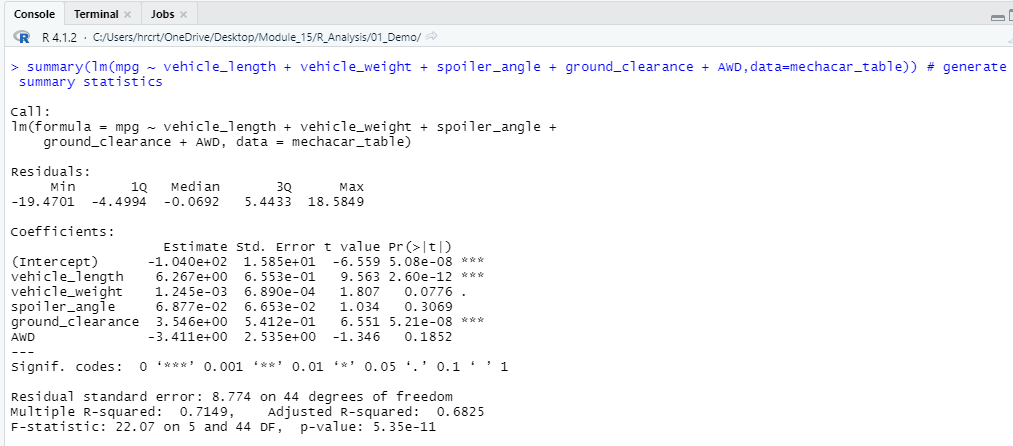 Console Terminal × Jobs ×
R 4.1.2 · C:/Users/hrcrt/OneDrive/Desktop/Module_15/R_Analysis/01_Demo/
> summary(lm(mpg ~ vehicle_length + vehicle_weight + spoiler_angle + ground_clearance + AWD,data=mechacar_table)) # generate
 summary statistics

Call:
lm(formula = mpg ~ vehicle_length + vehicle_weight + spoiler_angle +
    ground_clearance + AWD, data = mechacar_table)

Residuals:
     Min       1Q   Median       3Q      Max
-19.4701  -4.4994  -0.0692   5.4433  18.5849

Coefficients:
                   Estimate Std. Error t value Pr(>|t|)
(Intercept)      -1.040e+02  1.585e+01  -6.559 5.08e-08 ***
vehicle_length    6.267e+00  6.553e-01   9.563 2.60e-12 ***
vehicle_weight    1.245e-03  6.890e-04   1.807   0.0776 .
spoiler_angle     6.877e-02  6.653e-02   1.034   0.3069
ground_clearance  3.546e+00  5.412e-01   6.551 5.21e-08 ***
AWD              -3.411e+00  2.535e+00  -1.346   0.1852
---
Signif. codes:  0 ‘***’ 0.001 ‘**’ 0.01 ‘*’ 0.05 ‘.’ 0.1 ‘ ’ 1

Residual standard error: 8.774 on 44 degrees of freedom
Multiple R-squared:  0.7149,    Adjusted R-squared:  0.6825
F-statistic: 22.07 on 5 and 44 DF,  p-value: 5.35e-11